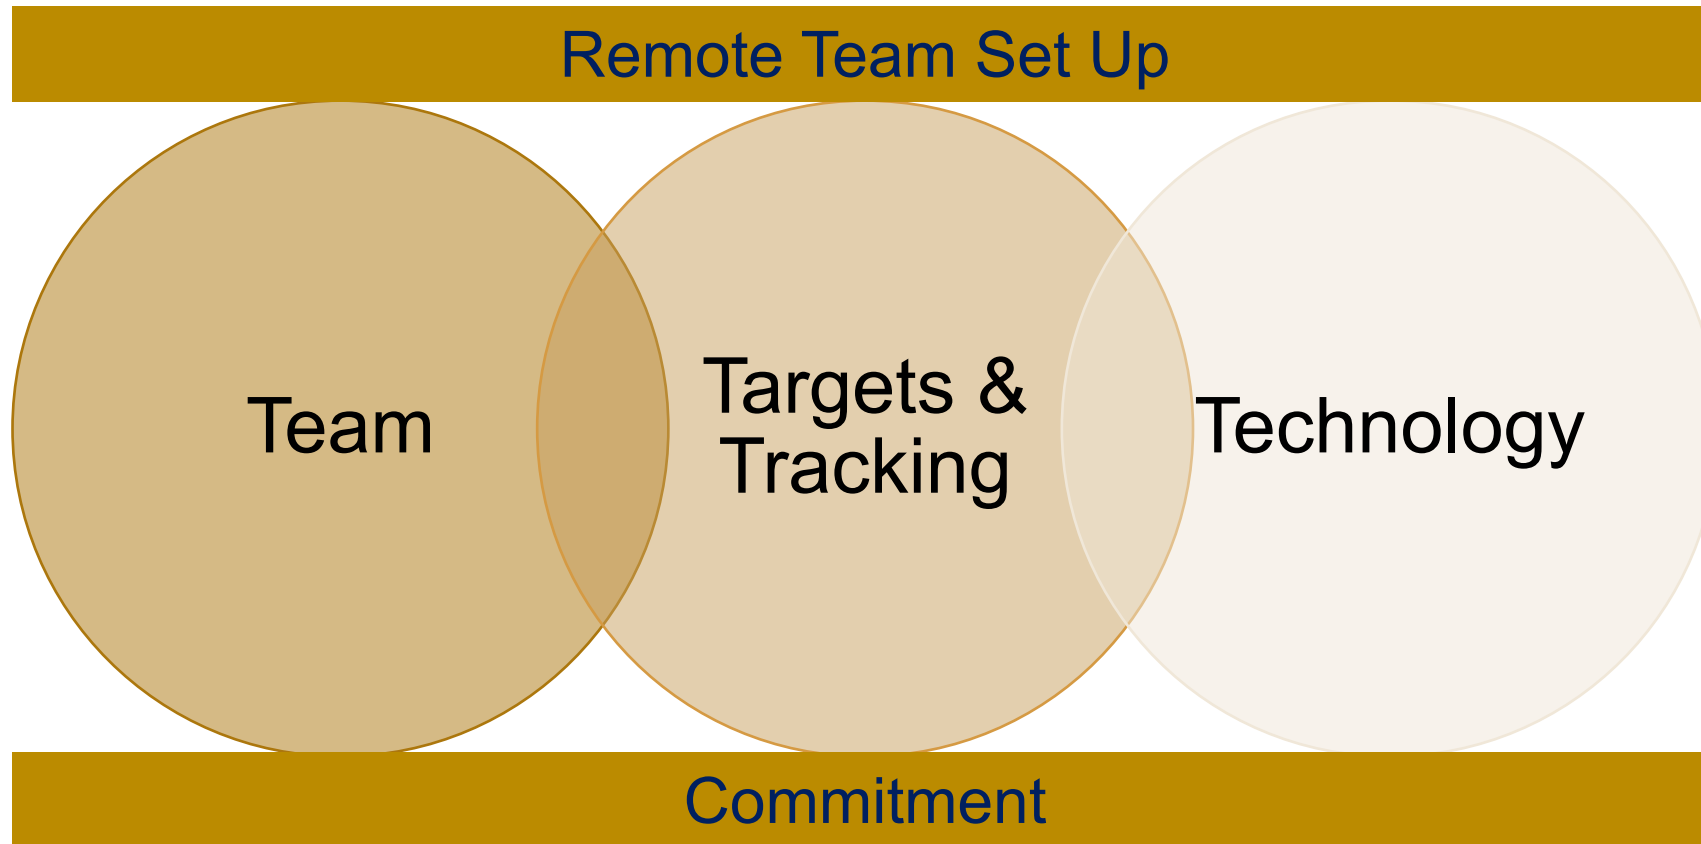 Remote Team Set Up
Team
Targets &
Tracking
Technology
Commitment